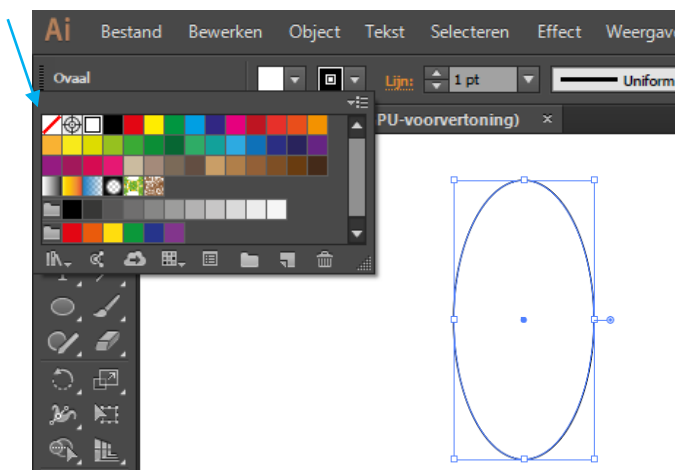 Ai Bestand Bewerken Object Tekst Selecteren Effect Weergav
Ovaal Lijn: 1 pt Uniform
PU-voorvertoning) ×